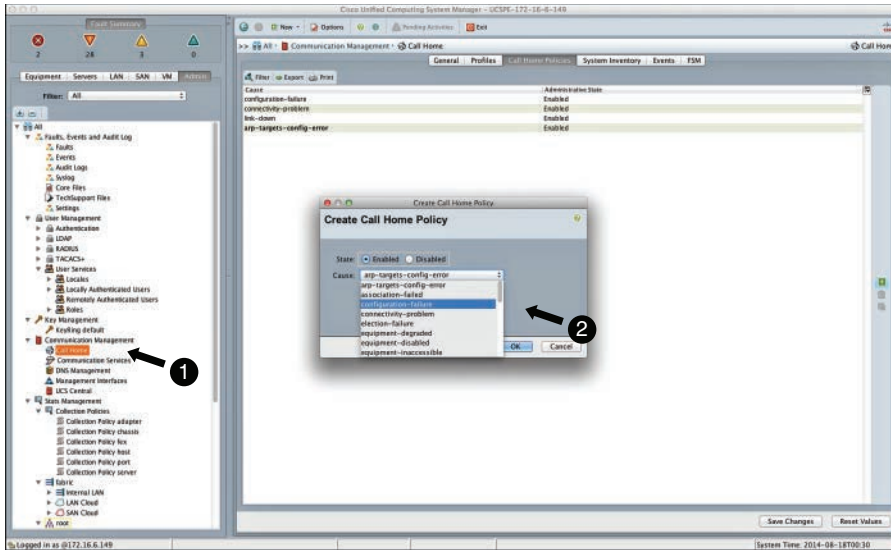 Cisco Unified Computing System Manager - UCSPE-172-16-6-149
Fault Summary
2 28 3 0
Equipment Servers LAN SAN VM Admin
Filter: All
All
Faults, Events and Audit Log
Faults
Events
Audit Logs
Syslog
Core Files
TechSupport Files
Settings
User Management
Authentication
LDAP
RADIUS
TACACS+
User Services
Locales
Locally Authenticated Users
Remotely Authenticated Users
Roles
Key Management
KeyRing default
Communication Management
Call Home
Communication Services
DNS Management
Management Interfaces
UCS Central
Stats Management
Collection Policies
Collection Policy adapter
Collection Policy chassis
Collection Policy fex
Collection Policy host
Collection Policy port
Collection Policy server
fabric
Internal LAN
LAN Cloud
SAN Cloud
root
1
New Options Pending Activities Exit
>> All Communication Management Call Home
Call Hom
General Profiles Call Home Policies System Inventory Events FSM
Filter Export Print
Cause Administrative State
configuration-failure Enabled
connectivity-problem Enabled
link-down Enabled
arp-targets-config-error Enabled
Create Call Home Policy
Create Call Home Policy
State: Enabled Disabled
Cause: arp-targets-config-error
arp-targets-config-error
association-failed
configuration-failure
connectivity-problem
election-failure
equipment-degraded
equipment-disabled
equipment-inaccessible
OK Cancel
2
Save Changes Reset Values
Logged in as @172.16.6.149
System Time: 2014-08-18T00:30